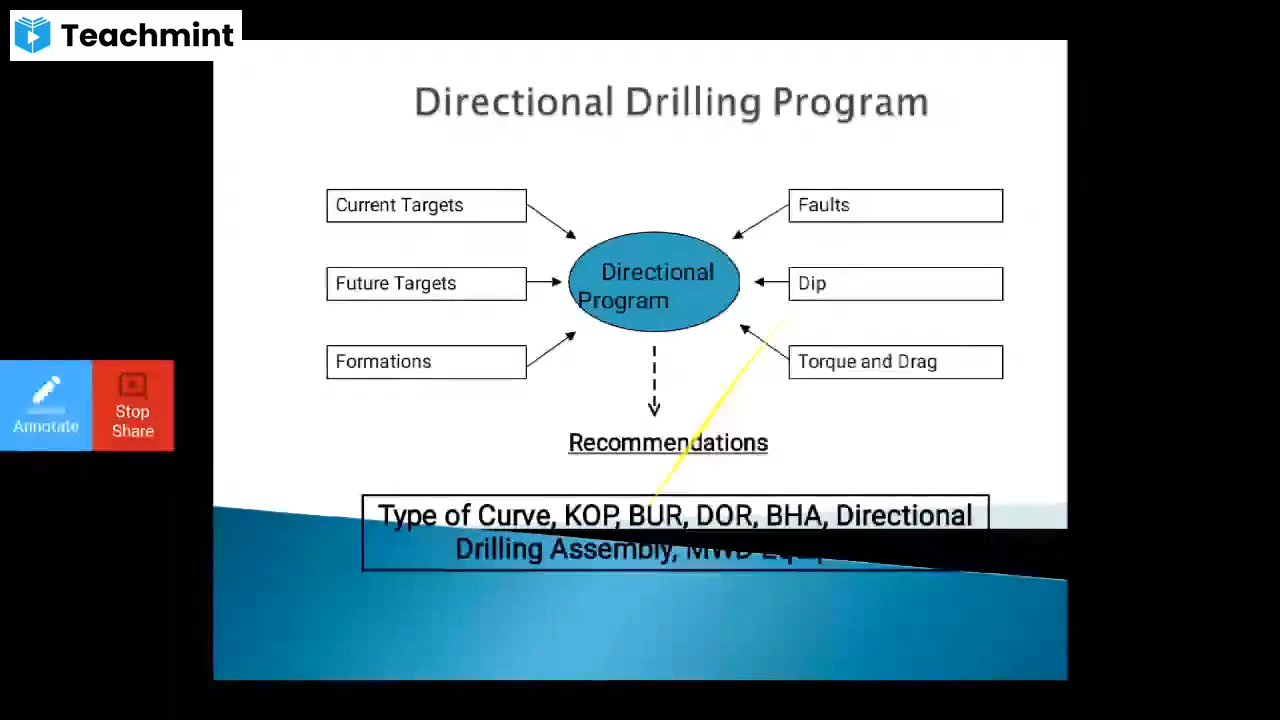 Teachmint
Directional Drilling Program
Current Targets
Faults
Directional
Program
Future Targets
Dip
Formations
Torque and Drag
Annotate
Stop
Share
Recommendations
Type of Curve, KOP, BUR, DOR, BHA, Directional
Drilling Assembly, MWD